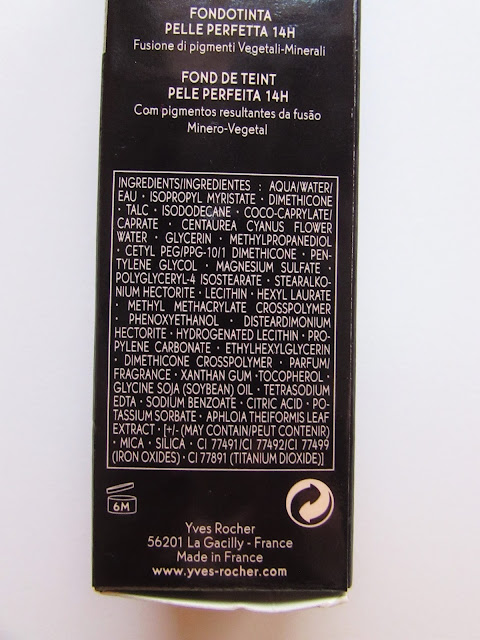 FONDOTINTA
PELLE PERFETTA 14H
Fusione di pigmenti Vegetali-Minerali
FOND DE TEINT
PELE PERFEITA 14H
Com pigmentos resultantes da fusão
Minero-Vegetal
INGREDIENTS/INGREDIENTES : AQUA/WATER/
EAU · ISOPROPYL MYRISTATE · DIMETHICONE
· TALC · ISODODECANE · COCO-CAPRYLATE/
CAPRATE · CENTAUREA CYANUS FLOWER
WATER · GLYCERIN · METHYLPROPANEDIOL
· CETYL PEG/PPG-10/1 DIMETHICONE · PEN-
TYLENE GLYCOL · MAGNESIUM SULFATE ·
POLYGLYCERYL-4 ISOSTEARATE · STEARALKO-
NIUM HECTORITE · LECITHIN · HEXYL LAURATE
· METHYL METHACRYLATE CROSSPOLYMER
· PHENOXYETHANOL · DISTEARDIMONIUM
HECTORITE · HYDROGENATED LECITHIN · PRO-
PYLENE CARBONATE · ETHYLHEXYLGLYCERIN
· DIMETHICONE CROSSPOLYMER · PARFUM/
FRAGRANCE · XANTHAN GUM · TOCOPHEROL ·
GLYCINE SOJA (SOYBEAN) OIL · TETRASODIUM
EDTA · SODIUM BENZOATE · CITRIC ACID · PO-
TASSIUM SORBATE · APHLOIA THEIFORMIS LEAF
EXTRACT · [+/- (MAY CONTAIN/PEUT CONTENIR)
· MICA · SILICA · CI 77491/CI 77492/CI 77499
(IRON OXIDES) · CI 77891 (TITANIUM DIOXIDE)]
6M
Yves Rocher
56201 La Gacilly - France
Made in France
www.yves-rocher.com